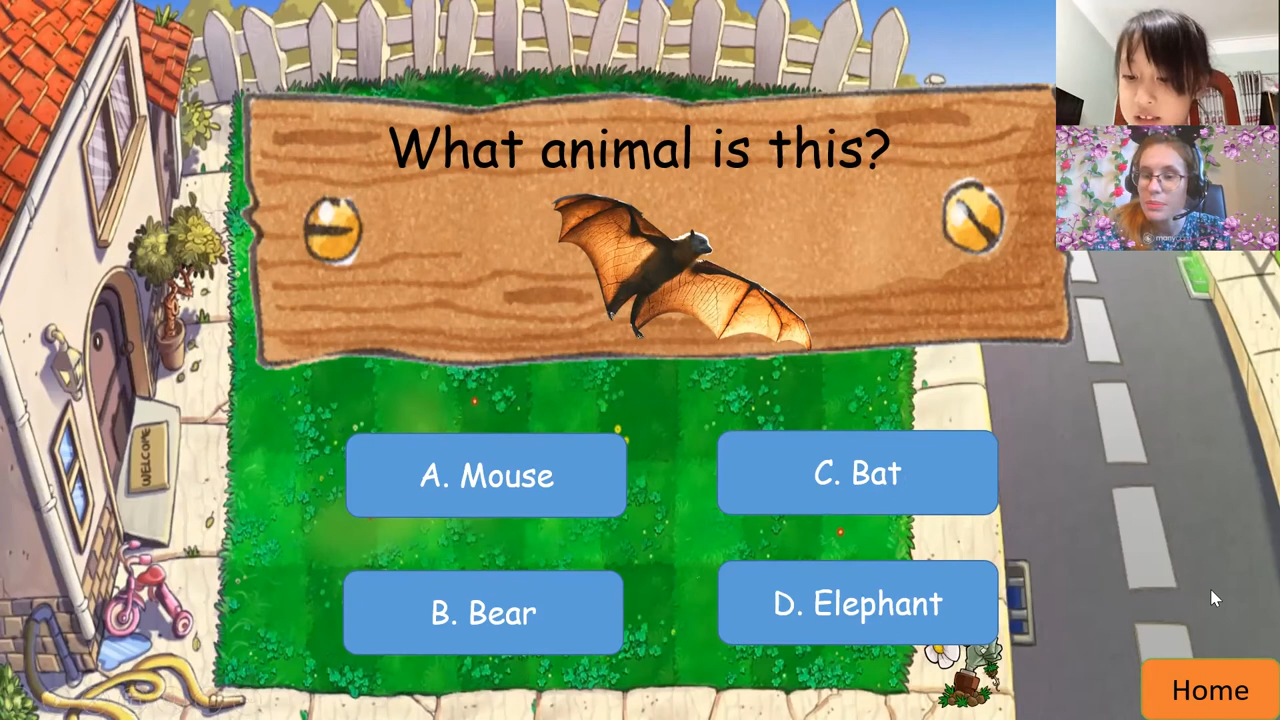 What animal is this?
A. Mouse
C. Bat
B. Bear
D. Elephant
WELCOME
Home